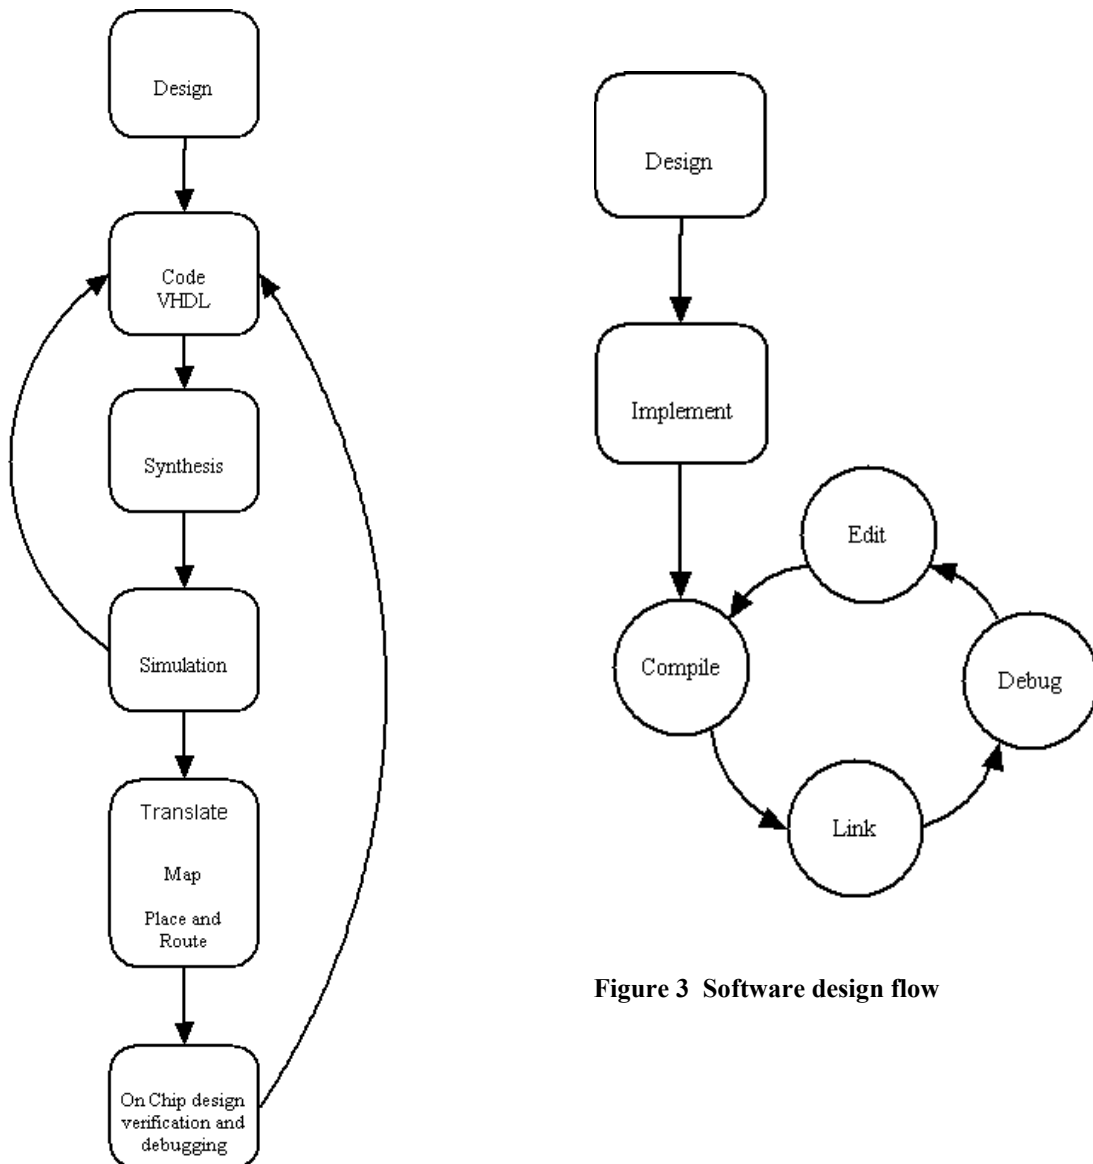 Design
Code
VHDL
Synthesis
Simulation
Translate
Map
Place and
Route
On Chip design
verification and
debugging
Design
Implement
Edit
Compile
Debug
Link
Figure 3  Software design flow